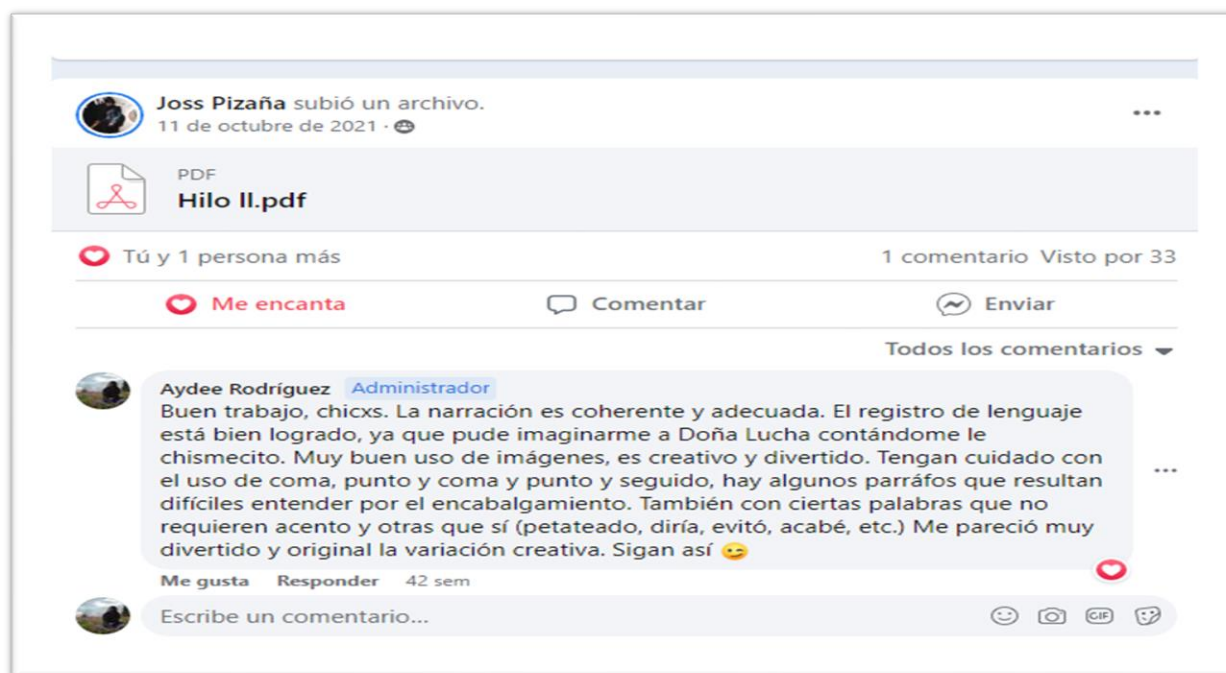 Joss Pizaña subió un archivo.
11 de octubre de 2021 ·
PDF
Hilo ll.pdf
Tú y 1 persona más
1 comentario Visto por 33
Me encanta
Comentar
Enviar
Todos los comentarios
Aydee Rodríguez Administrador
Buen trabajo, chicxs. La narración es coherente y adecuada. El registro de lenguaje
está bien logrado, ya que pude imaginarme a Doña Lucha contándome le
chismecito. Muy buen uso de imágenes, es creativo y divertido. Tengan cuidado con
el uso de coma, punto y coma y punto y seguido, hay algunos parráfos que resultan
difíciles entender por el encabalgamiento. También con ciertas palabras que no
requieren acento y otras que sí (petateado, diría, evitó, acabé, etc.) Me pareció muy
divertido y original la variación creativa. Sigan así 😉
Me gusta Responder 42 sem
Escribe un comentario...
GIF